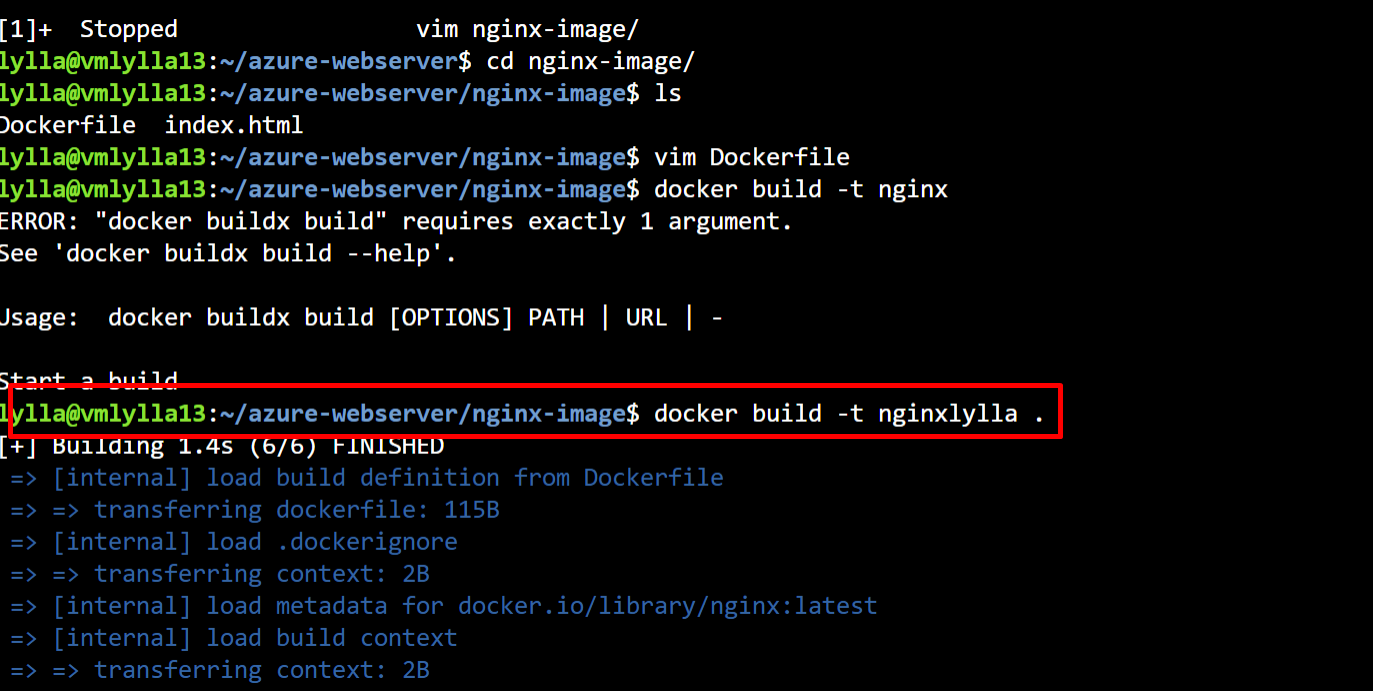 [1]+  Stopped                 vim nginx-image/
lylla@vmlylla13:~/azure-webserver$ cd nginx-image/
lylla@vmlylla13:~/azure-webserver/nginx-image$ ls
Dockerfile  index.html
lylla@vmlylla13:~/azure-webserver/nginx-image$ vim Dockerfile
lylla@vmlylla13:~/azure-webserver/nginx-image$ docker build -t nginx
ERROR: "docker buildx build" requires exactly 1 argument.
See 'docker buildx build --help'.
Usage:  docker buildx build [OPTIONS] PATH | URL | -
Start a build
lylla@vmlylla13:~/azure-webserver/nginx-image$ docker build -t nginxlylla .
[+] Building 1.4s (6/6) FINISHED
=> [internal] load build definition from Dockerfile
=> => transferring dockerfile: 115B
=> [internal] load .dockerignore
=> => transferring context: 2B
=> [internal] load metadata for docker.io/library/nginx:latest
=> [internal] load build context
=> => transferring context: 2B